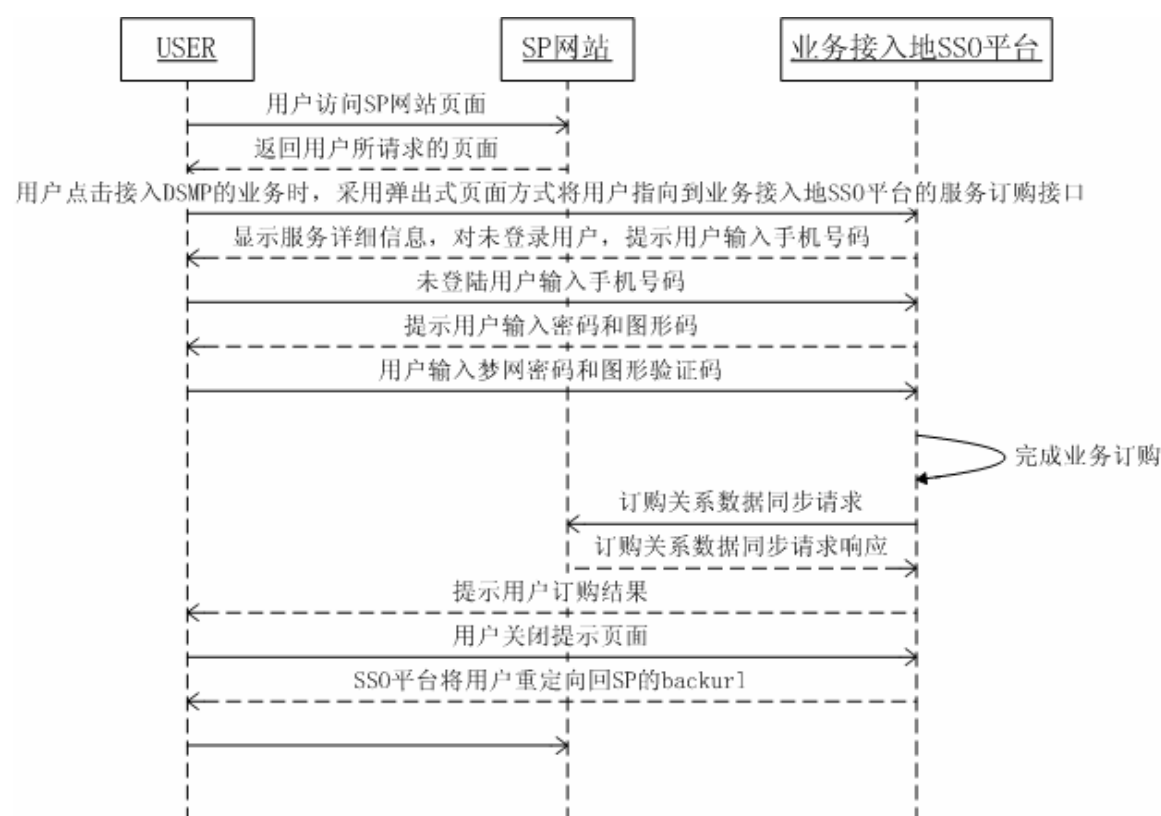 USER
SP网站
业务接入地SSO平台
用户访问SP网站页面
返回用户所请求的页面
用户点击接入DSMP的业务时，采用弹出式页面方式将用户指向到业务接入地SSO平台的服务订购接口
显示服务详细信息，对未登录用户，提示用户输入手机号码
未登陆用户输入手机号码
提示用户输入密码和图形码
用户输入梦网密码和图形验证码
完成业务订购
订购关系数据同步请求
订购关系数据同步请求响应
提示用户订购结果
用户关闭提示页面
SSO平台将用户重定向回SP的backurl